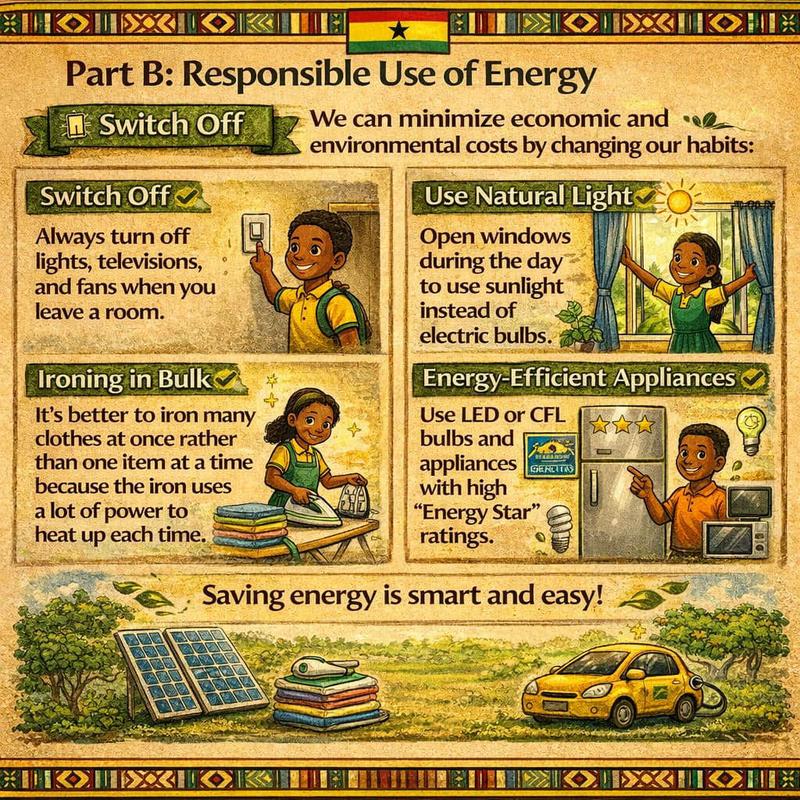 Part B: Responsible Use of Energy
Switch Off
We can minimize economic and
environmental costs by changing our habits:
Switch Off
Always turn off
lights, televisions,
and fans when you
leave a room.
Use Natural Light
Open windows
during the day
to use sunlight
instead of
electric bulbs.
Ironing in Bulk
It's better to iron many
clothes at once rather
than one item at a time
because the iron uses
a lot of power to
heat up each time.
Energy-Efficient Appliances
Use LED or CFL
bulbs and
appliances
with high
“Energy Star”
ratings.
Saving energy is smart and easy!